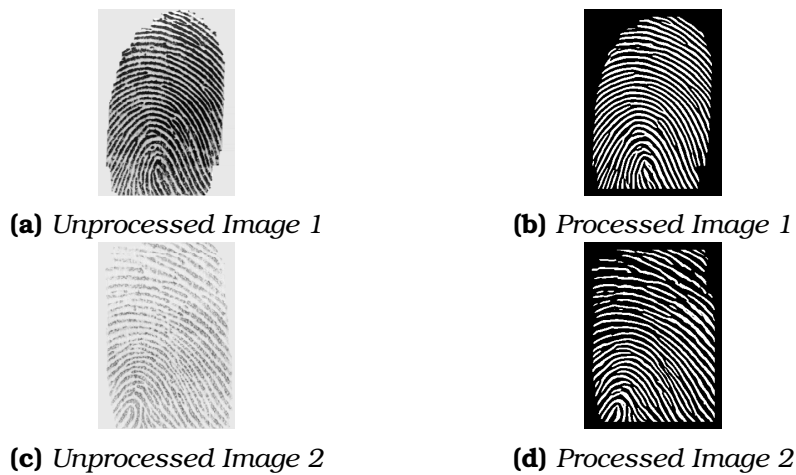 (a) Unprocessed Image 1
(b) Processed Image 1
(c) Unprocessed Image 2
(d) Processed Image 2